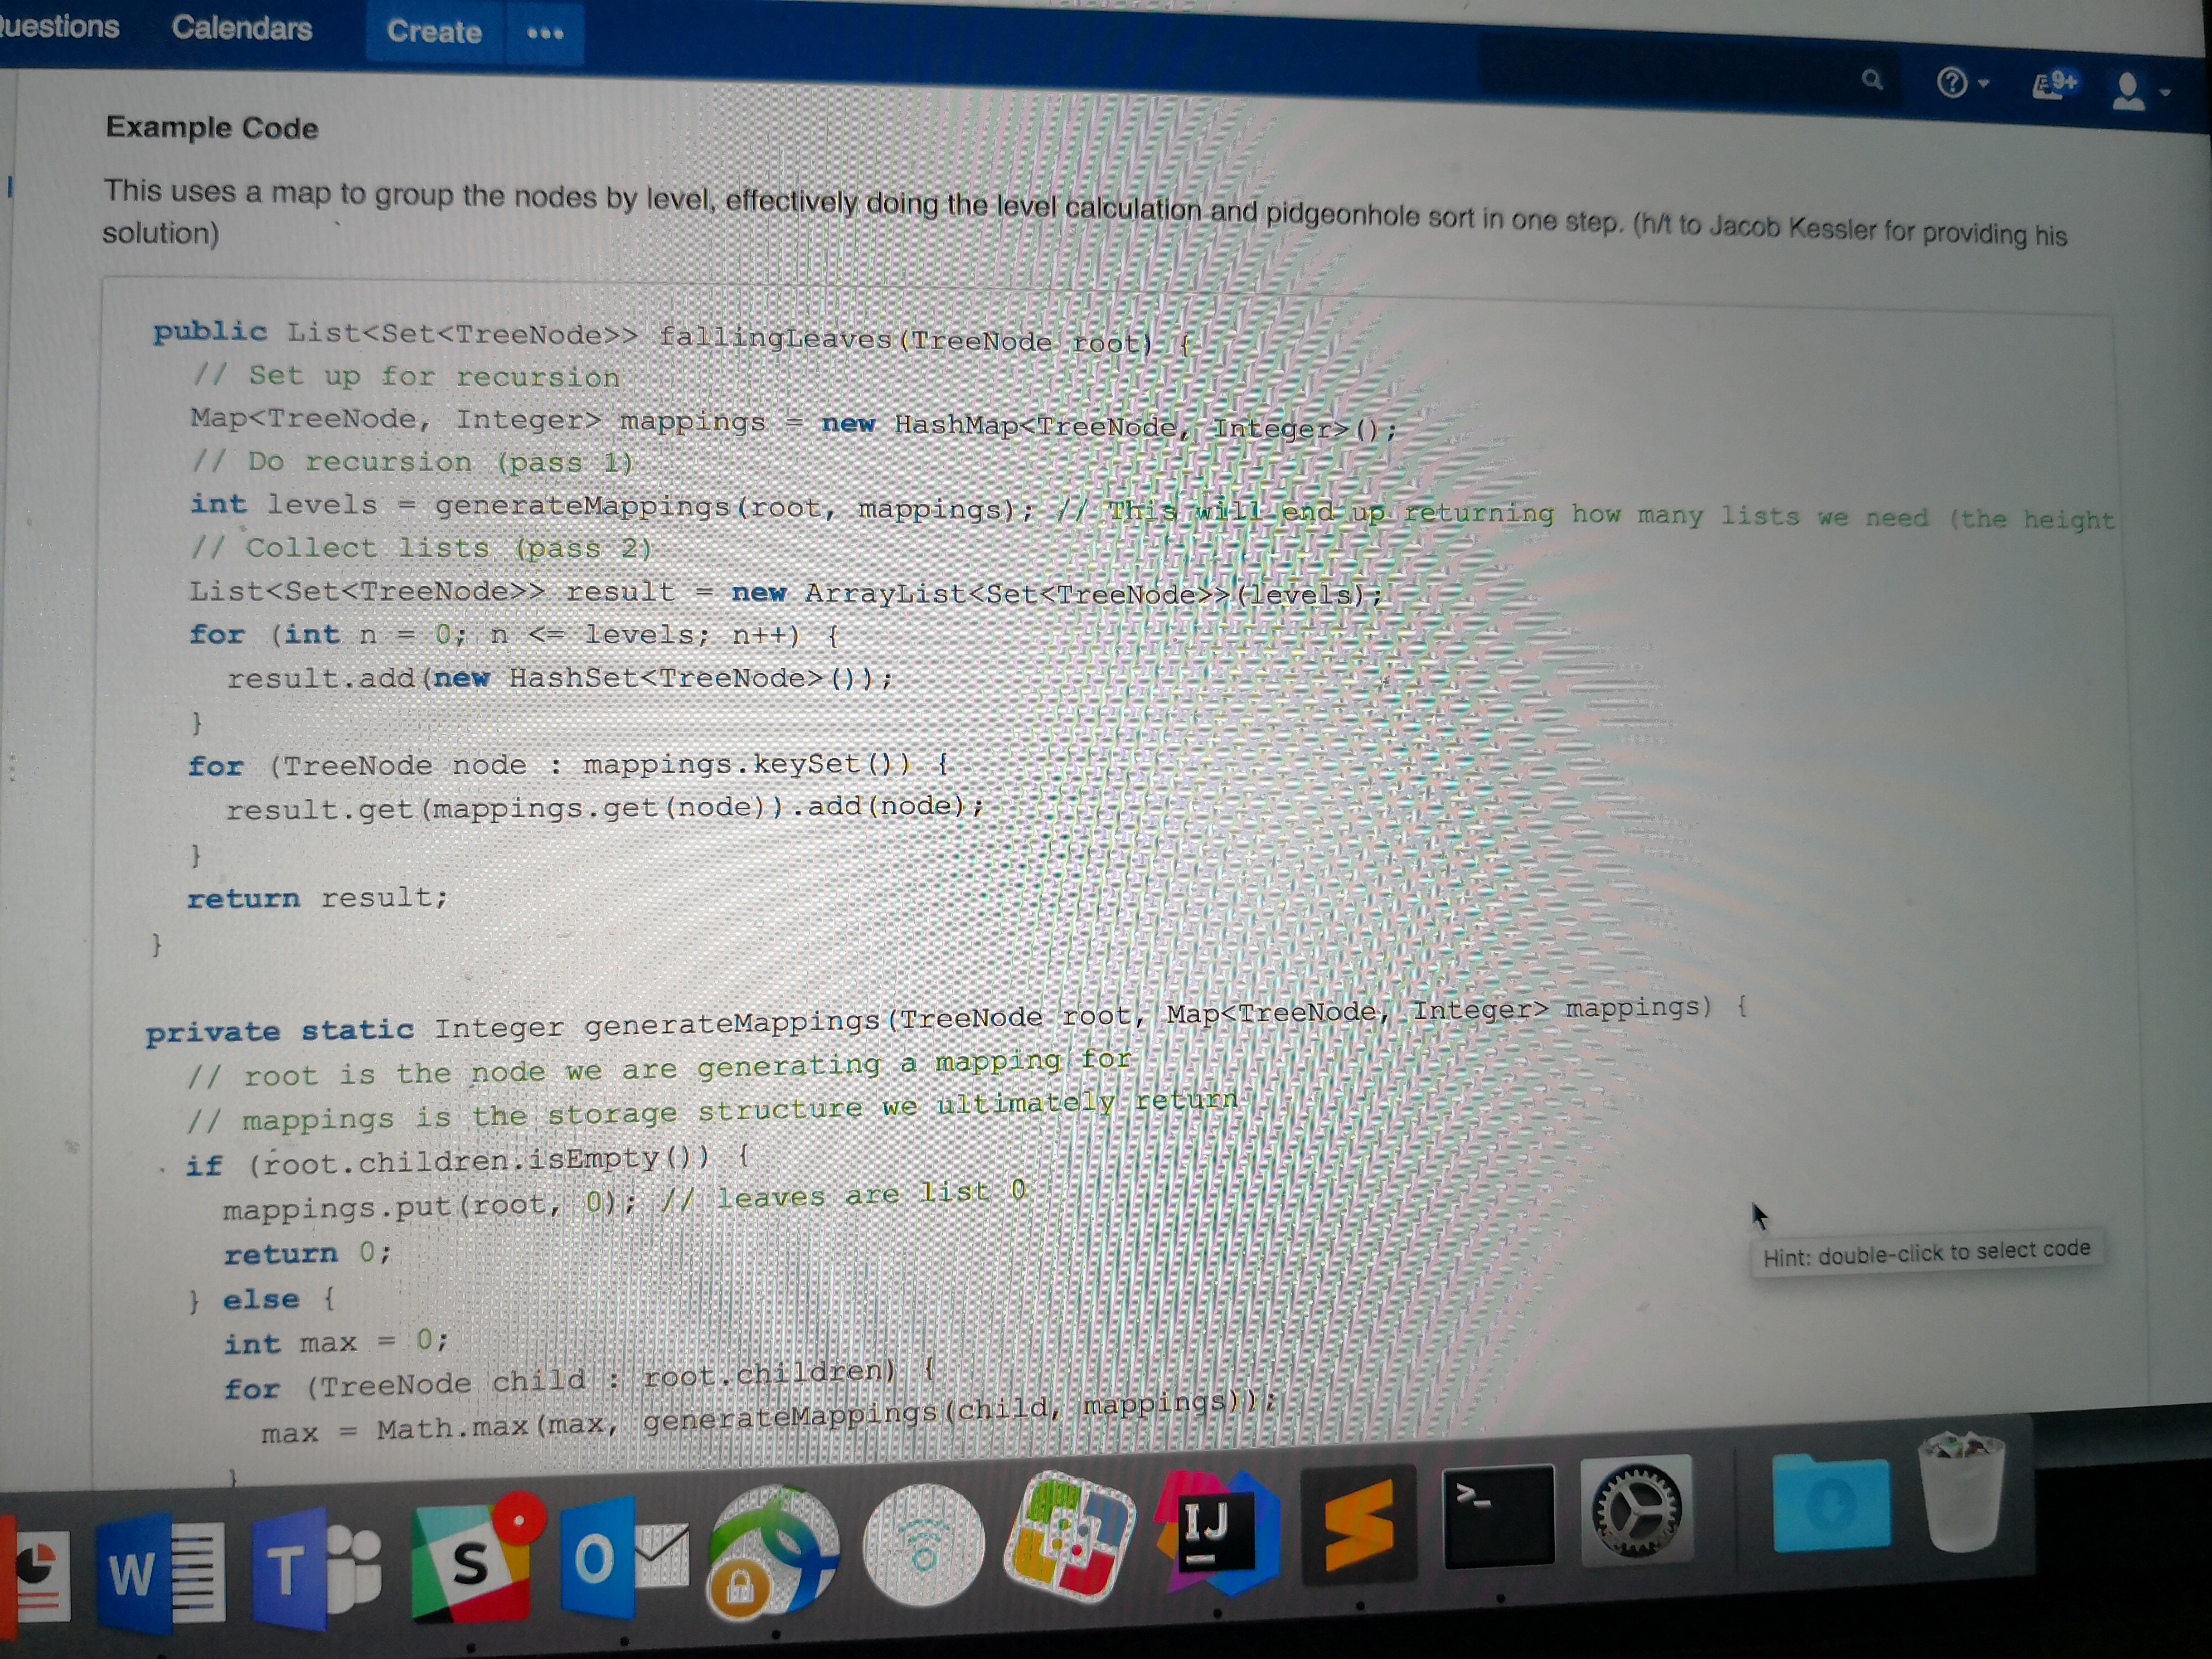 Questions Calendars Create •••
9+
Example Code
This uses a map to group the nodes by level, effectively doing the level calculation and pidgeonhole sort in one step. (h/t to Jacob Kessler for providing his
solution)
public List<Set<TreeNode>> fallingLeaves(TreeNode root) {
// Set up for recursion
Map<TreeNode, Integer> mappings = new HashMap<TreeNode, Integer>();
// Do recursion (pass 1)
int levels = generateMappings(root, mappings); // This will end up returning how many lists we need (the height
// Collect lists (pass 2)
List<Set<TreeNode>> result = new ArrayList<Set<TreeNode>>(levels);
for (int n = 0; n <= levels; n++) {
result.add(new HashSet<TreeNode>());
}
for (TreeNode node : mappings.keySet()) {
result.get(mappings.get(node)).add(node);
}
return result;
}
private static Integer generateMappings(TreeNode root, Map<TreeNode, Integer> mappings) {
// root is the node we are generating a mapping for
// mappings is the storage structure we ultimately return
if (root.children.isEmpty()) {
mappings.put(root, 0); // leaves are list 0
return 0;
} else {
int max = 0;
for (TreeNode child : root.children) {
max = Math.max(max, generateMappings(child, mappings));
}
Hint: double-click to select code
W T S O IJ >_